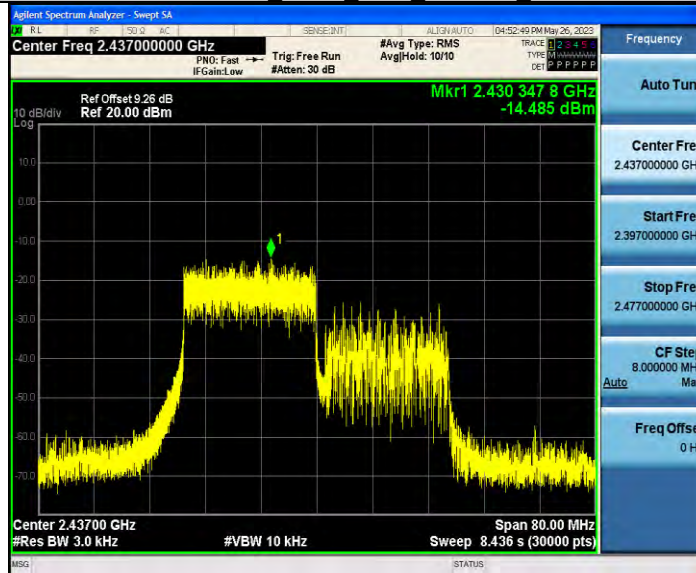 Agilent Spectrum Analyzer - Swept SA
RL RF 50 Ω AC SENSE:INT ALIGN AUTO 04:52:49 PM May 26, 2023
Center Freq 2.437000000 GHz
PNO: Fast
IFGain:Low
Trig: Free Run
#Atten: 30 dB
#Avg Type: RMS
Avg|Hold: 10/10
TRACE 1 2 3 4 5 6
TYPE M
DET P P P P P P
Ref Offset 9.26 dB
Ref 20.00 dBm
10 dB/div
Log
Mkr1 2.430 347 8 GHz
-14.485 dBm
10.0
0.00
-10.0
-20.0
-30.0
-40.0
-50.0
-60.0
-70.0
1
Center 2.43700 GHz
Span 80.00 MHz
#Res BW 3.0 kHz
#VBW 10 kHz
Sweep 8.436 s (30000 pts)
MSG
STATUS
Frequency
Auto Tun
Center Fre
2.437000000 GH
Start Fre
2.397000000 GH
Stop Fre
2.477000000 GH
CF Ste
8.000000 MH
Auto Ma
Freq Offse
0 H